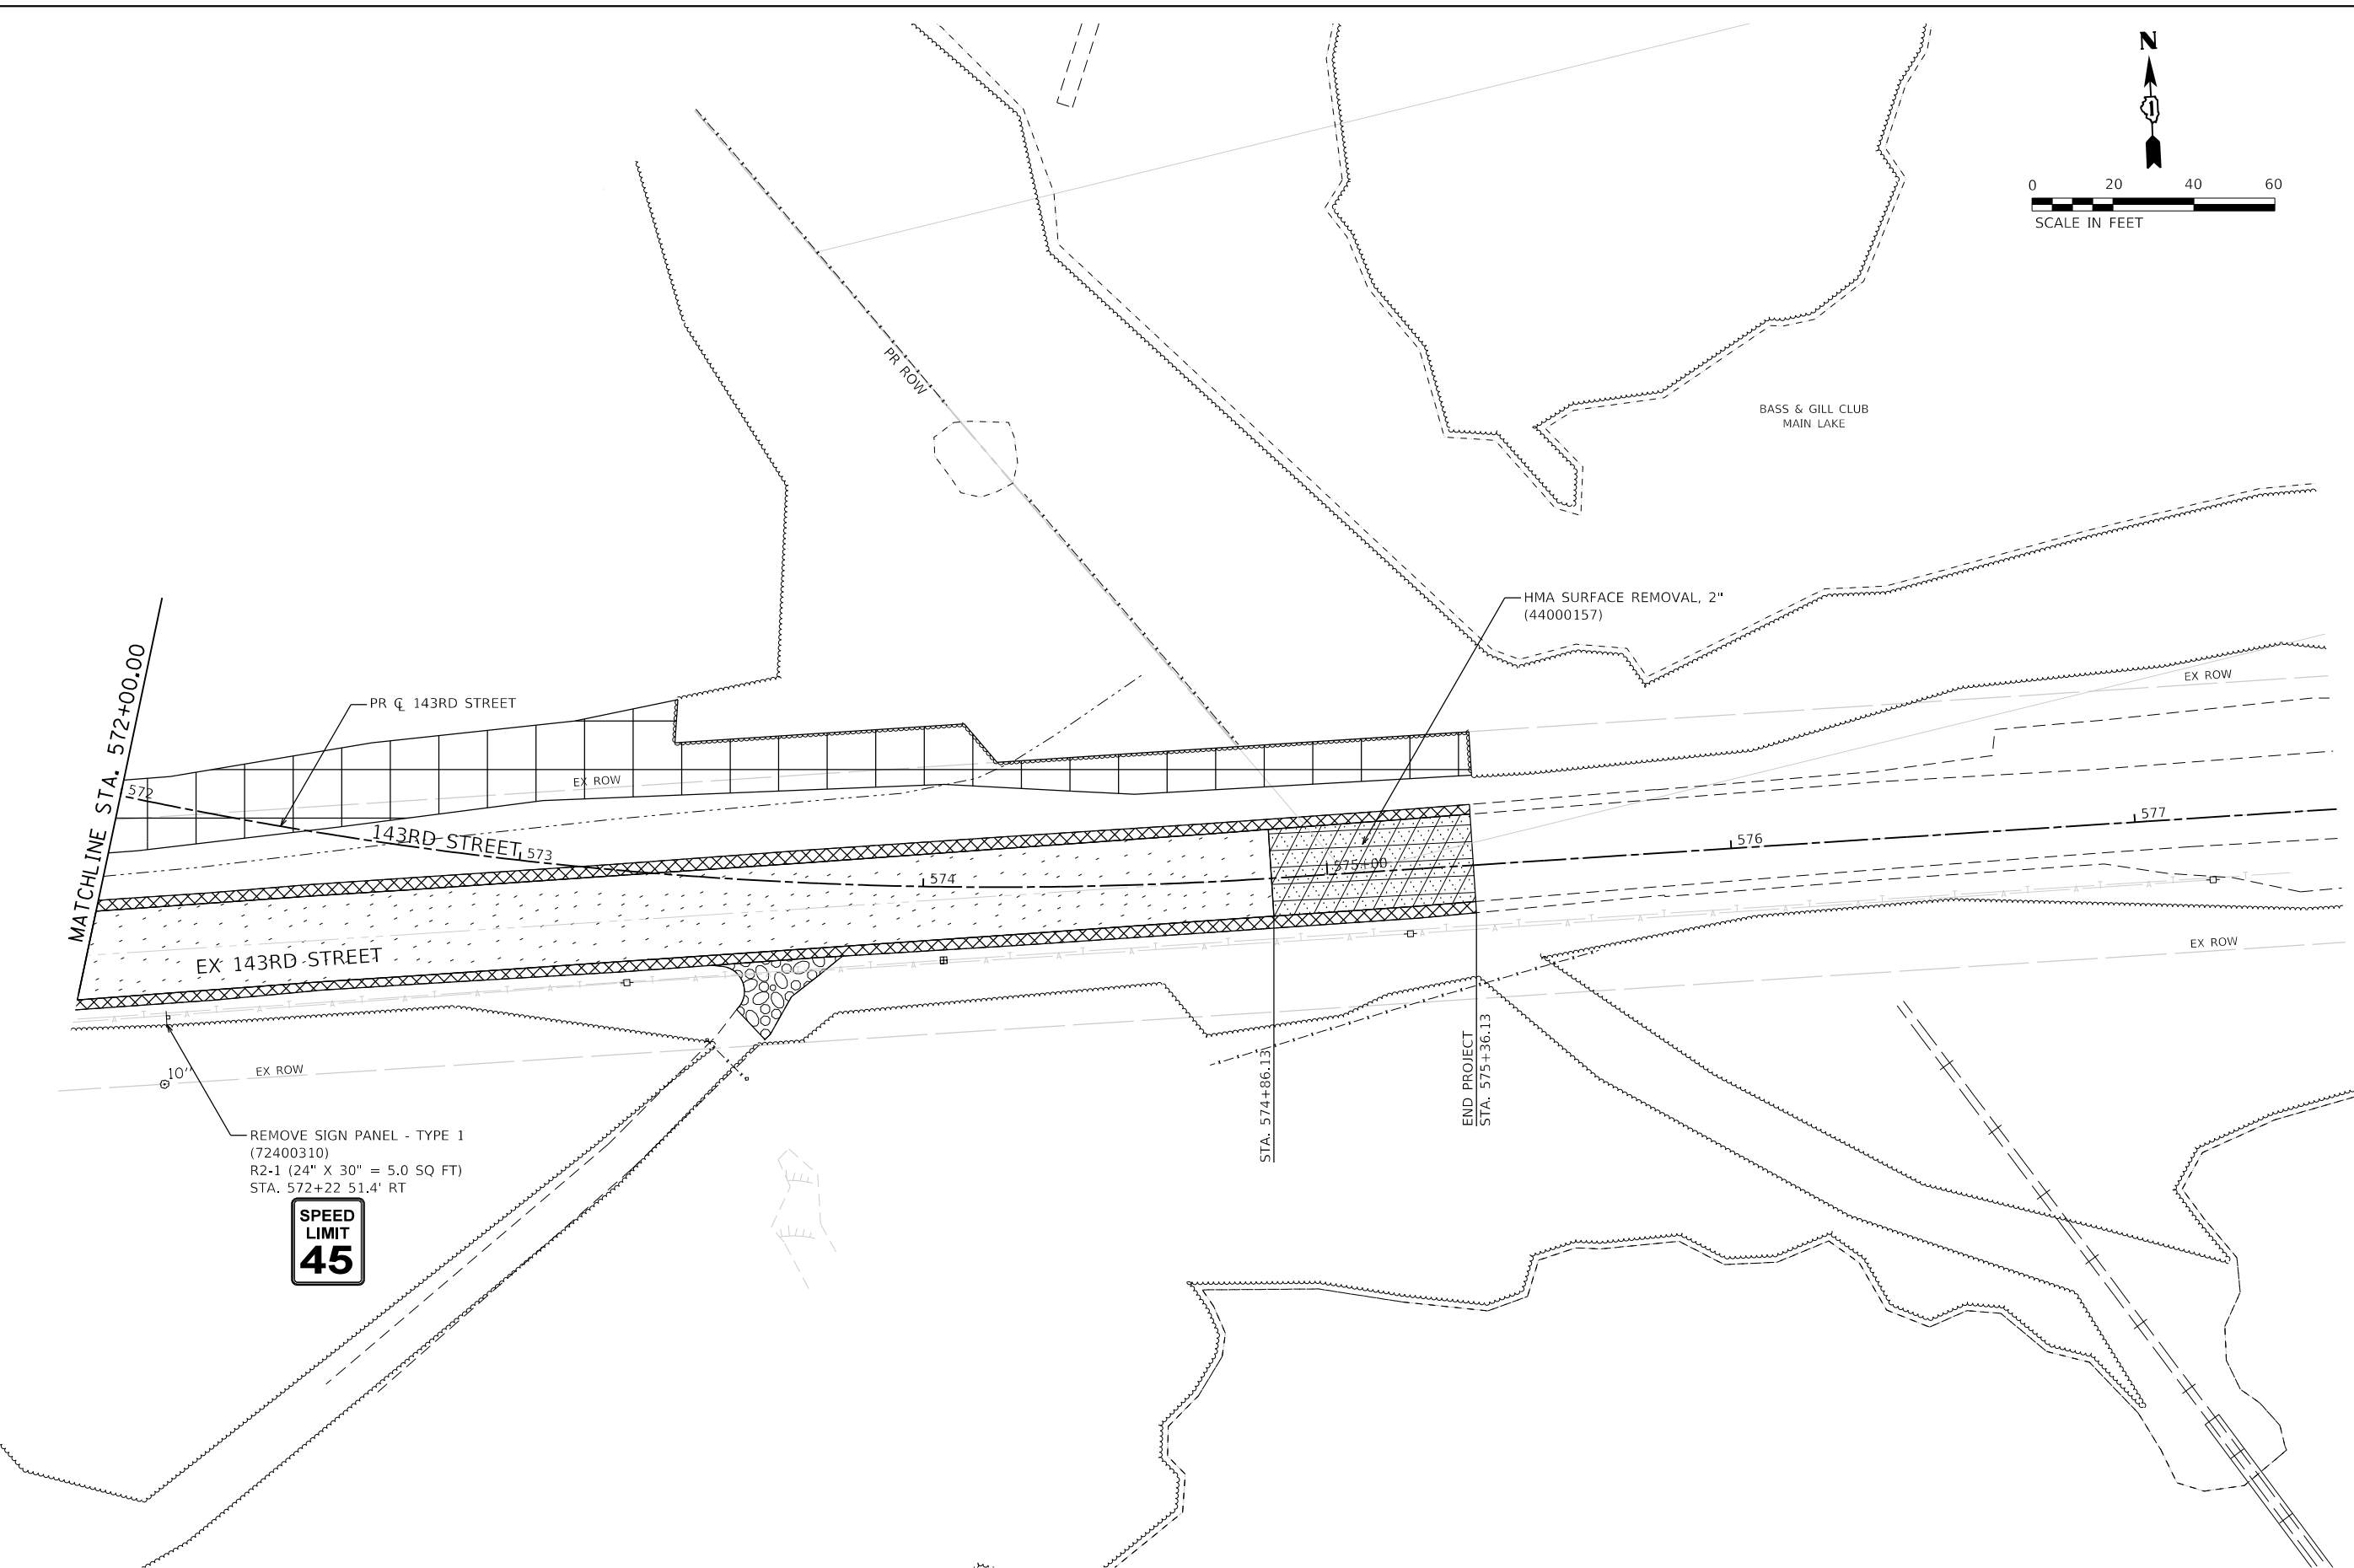 N
0 20 40 60
SCALE IN FEET
PR ROW
BASS & GILL CLUB
MAIN LAKE
HMA SURFACE REMOVAL, 2"
(44000157)
MATCHLINE STA. 572+00.00
PR ℄ 143RD STREET
EX ROW
EX ROW
572
143RD STREET
573
574
575+00
576
577
EX 143RD STREET
A T A T A T A T A T A T A T A T
EX ROW
EX ROW
10"
STA. 574+86.13
END PROJECT
STA. 575+36.13
REMOVE SIGN PANEL - TYPE 1
(72400310)
R2-1 (24" X 30" = 5.0 SQ FT)
STA. 572+22 51.4' RT
SPEED
LIMIT
45